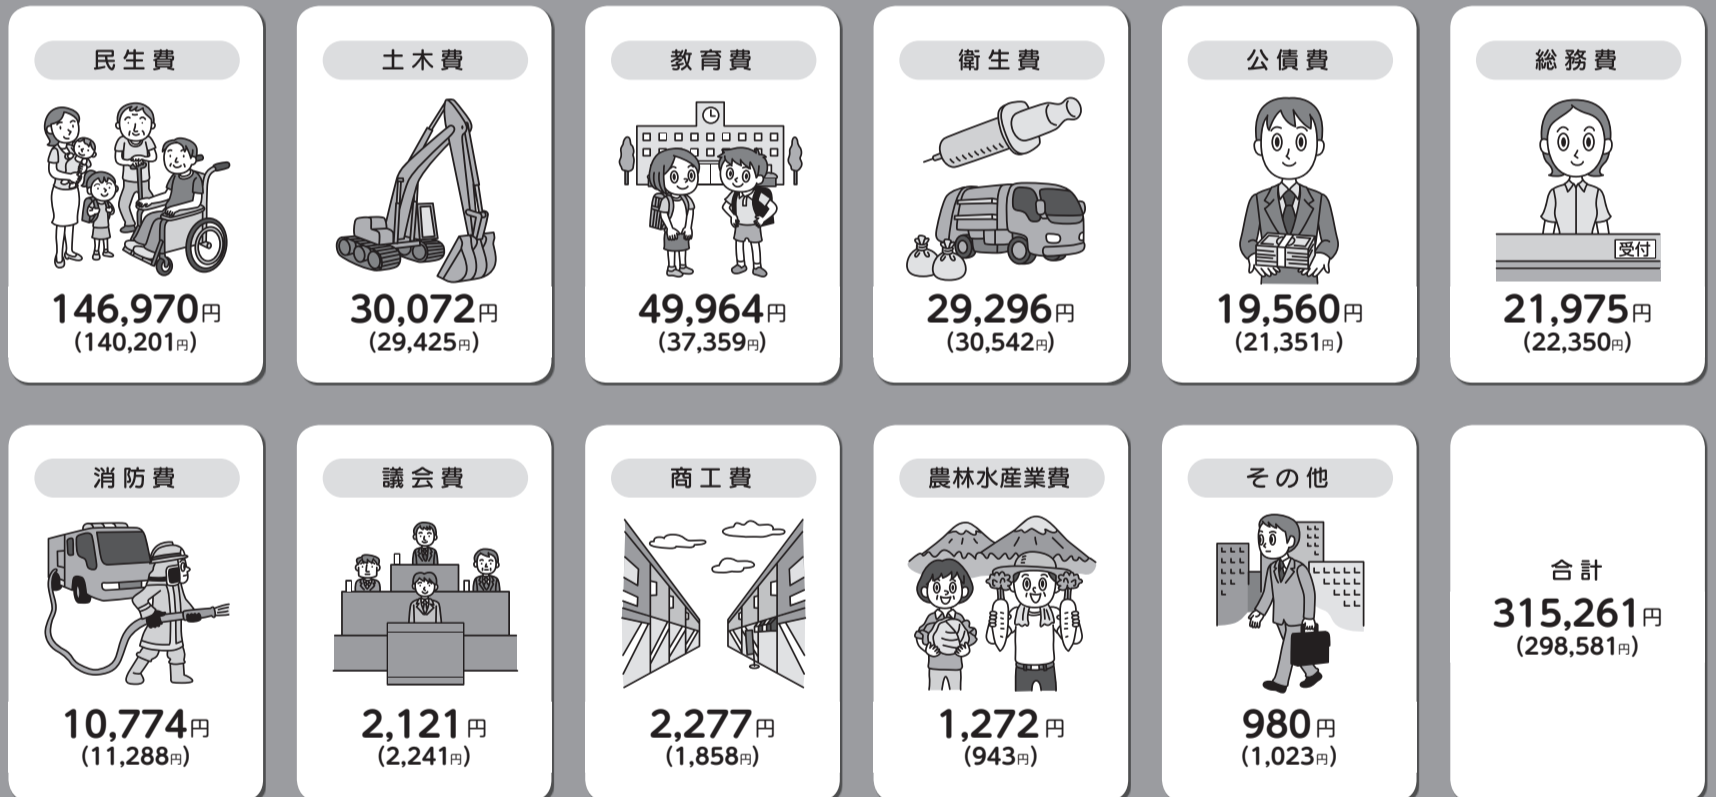 民生費
146,970円
(140,201円)
土木費
30,072円
(29,425円)
教育費
49,964円
(37,359円)
衛生費
29,296円
(30,542円)
公債費
19,560円
(21,351円)
総務費
受付
21,975円
(22,350円)
消防費
10,774円
(11,288円)
議会費
2,121円
(2,241円)
商工費
2,277円
(1,858円)
農林水産業費
1,272円
(943円)
その他
980円
(1,023円)
合計
315,261円
(298,581円)